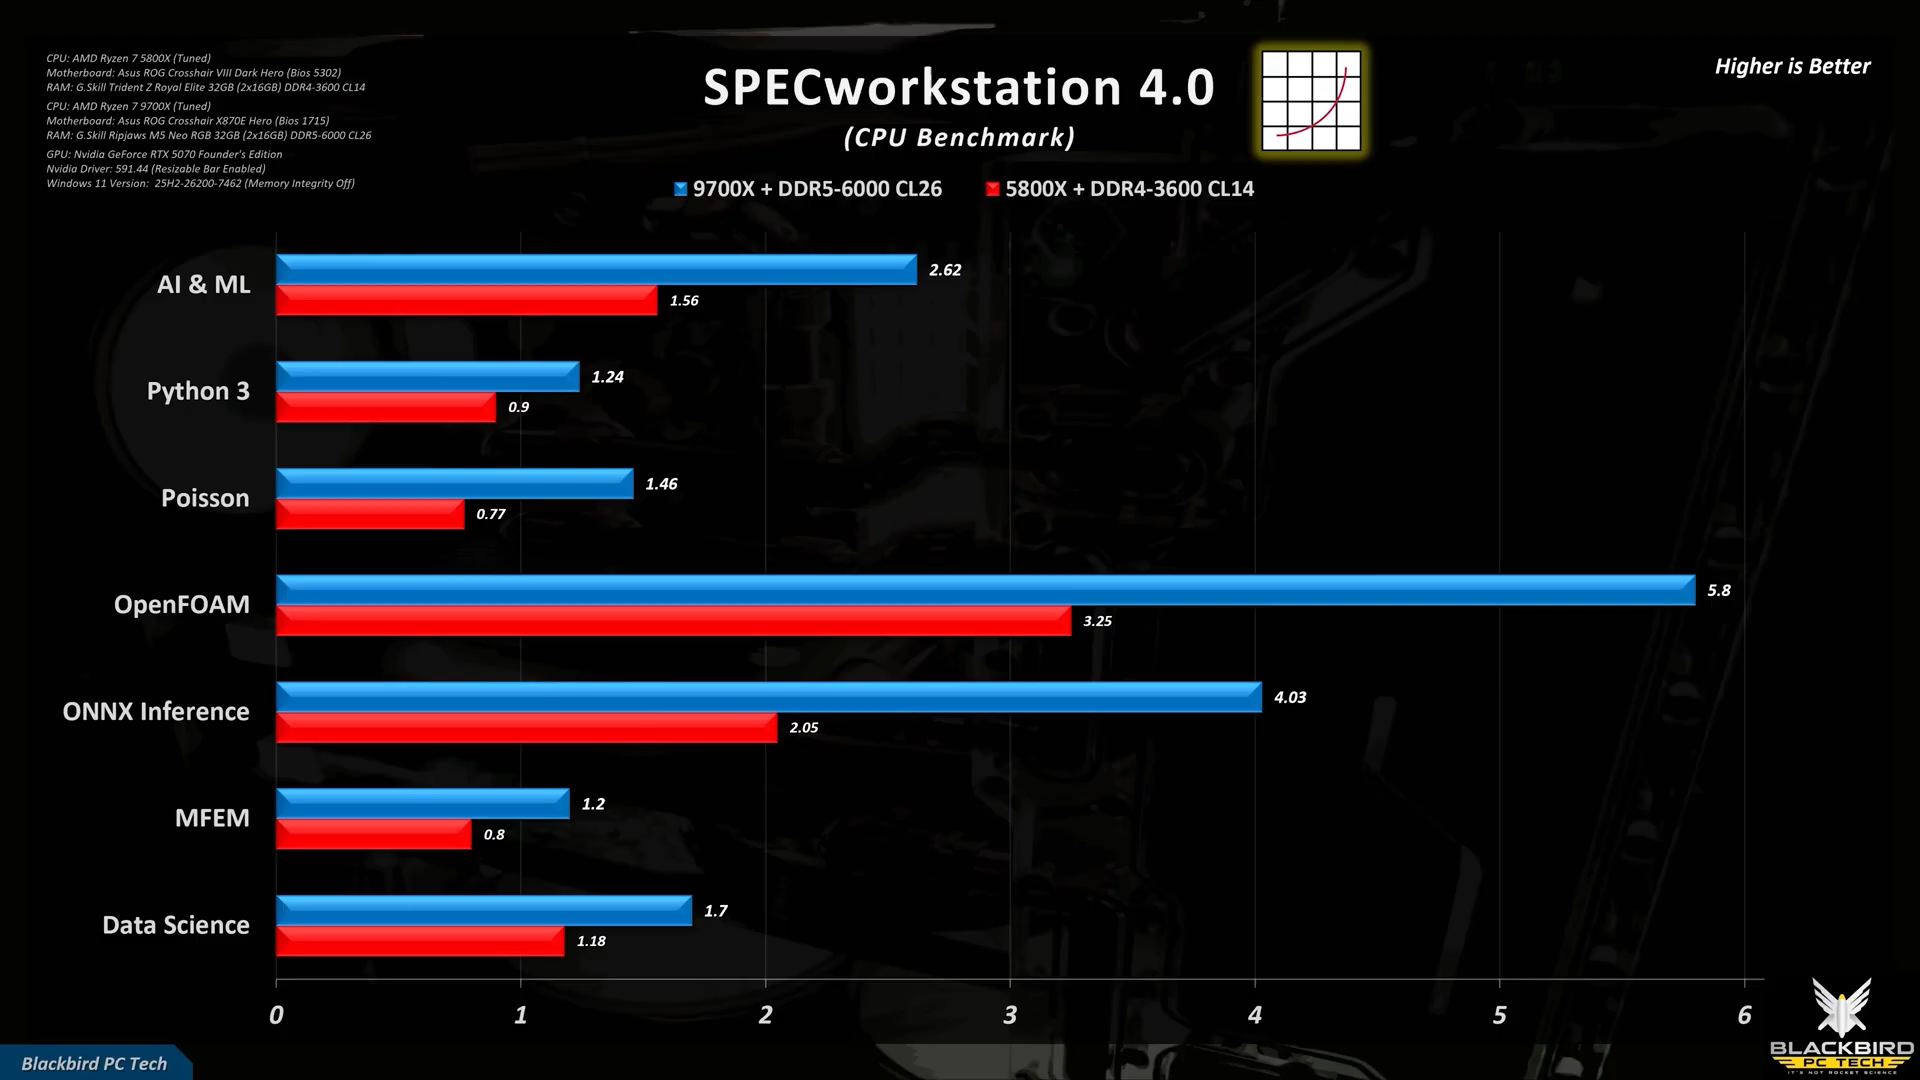 CPU: AMD Ryzen 7 5800X (Tuned)
Motherboard: Asus ROG Crosshair VIII Dark Hero (Bios 5302)
RAM: G.Skill Trident Z Royal Elite 32GB (2x16GB) DDR4-3600 CL14
CPU: AMD Ryzen 7 9700X (Tuned)
Motherboard: Asus ROG Crosshair X870E Hero (Bios 1715)
RAM: G.Skill Ripjaws M5 Neo RGB 32GB (2x16GB) DDR5-6000 CL26
GPU: Nvidia GeForce RTX 5070 Founder's Edition
Nvidia Driver: 591.44 (Resizable Bar Enabled)
Windows 11 Version: 25H2-26200-7462 (Memory Integrity Off)
SPECworkstation 4.0
(CPU Benchmark)
Higher is Better
9700X + DDR5-6000 CL26
5800X + DDR4-3600 CL14
AI & ML
2.62
1.56
Python 3
1.24
0.9
Poisson
1.46
0.77
OpenFOAM
5.8
3.25
ONNX Inference
4.03
2.05
MFEM
1.2
0.8
Data Science
1.7
1.18
0 1 2 3 4 5 6
Blackbird PC Tech
BLACKBIRD
PC TECH
IT'S NOT ROCKET SCIENCE